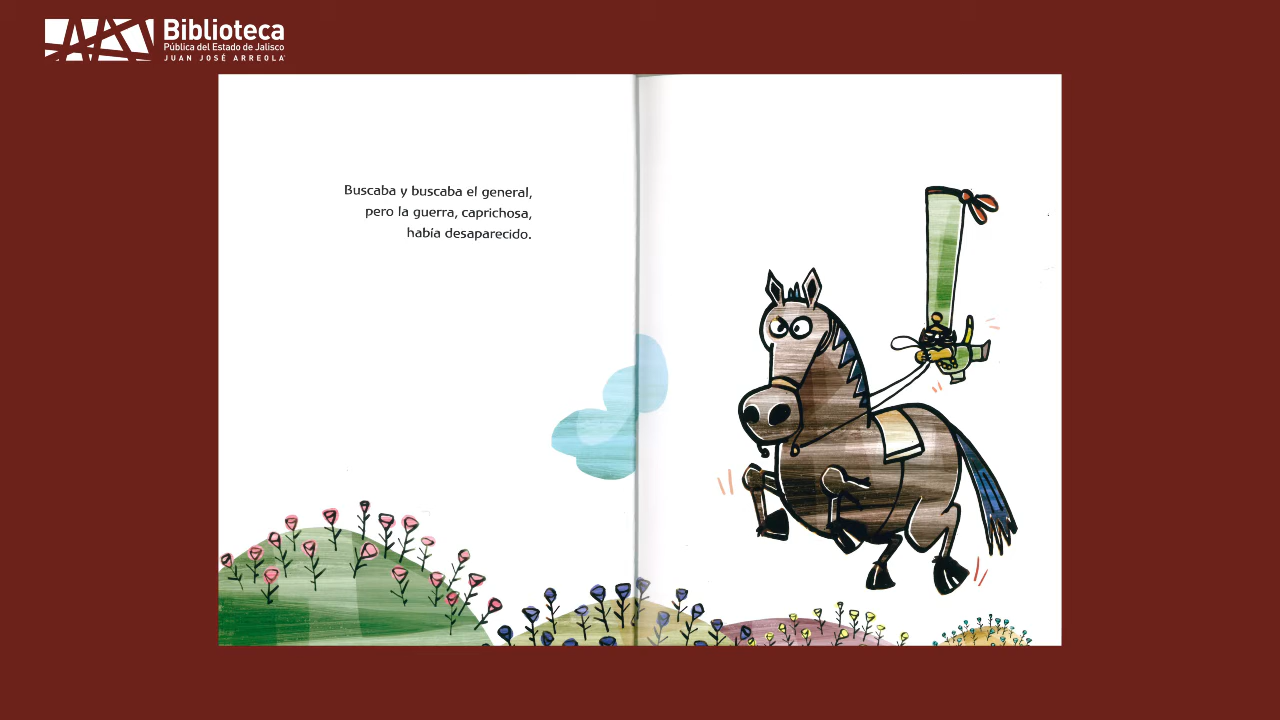 Biblioteca
Pública del Estado de Jalisco
JUAN JOSÉ ARREOLA
Buscaba y buscaba el general,
pero la guerra, caprichosa,
había desaparecido.